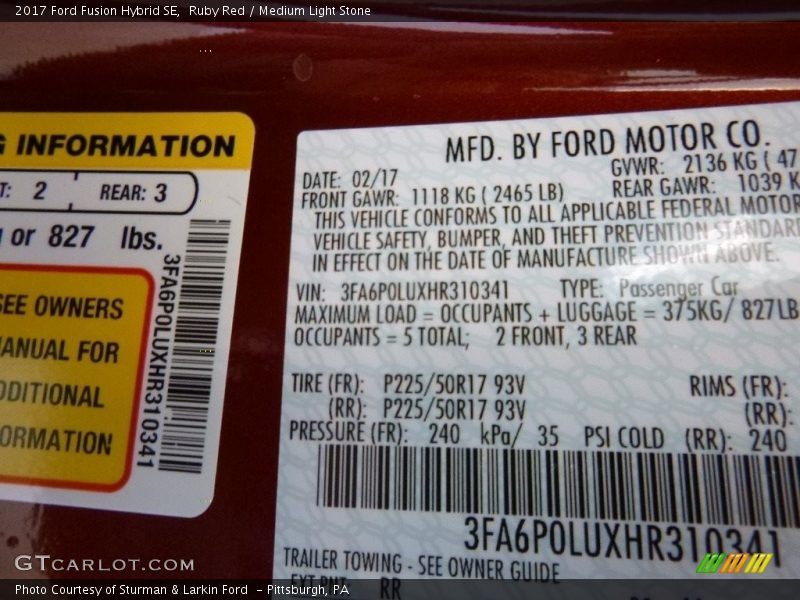 2017 Ford Fusion Hybrid SE, Ruby Red / Medium Light Stone
G INFORMATION
T: 2 REAR: 3
or 827 lbs.
SEE OWNERS
MANUAL FOR
ADDITIONAL
INFORMATION
3FA6P0LUXHR310341
MFD. BY FORD MOTOR CO.
DATE: 02/17 GVWR: 2136 KG ( 47
FRONT GAWR: 1118 KG ( 2465 LB) REAR GAWR: 1039 K
THIS VEHICLE CONFORMS TO ALL APPLICABLE FEDERAL MOTOR
VEHICLE SAFETY, BUMPER, AND THEFT PREVENTION STANDARD
IN EFFECT ON THE DATE OF MANUFACTURE SHOWN ABOVE.
VIN: 3FA6P0LUXHR310341 TYPE: Passenger Car
MAXIMUM LOAD = OCCUPANTS + LUGGAGE = 375KG/ 827LB
OCCUPANTS = 5 TOTAL; 2 FRONT, 3 REAR
TIRE (FR): P225/50R17 93V RIMS (FR):
(RR): P225/50R17 93V (RR):
PRESSURE (FR): 240 kPa/ 35 PSI COLD (RR): 240
3FA6P0LUXHR310341
TRAILER TOWING - SEE OWNER GUIDE
EXT PNT RR
GTcarlot.com
Photo Courtesy of Sturman & Larkin Ford - Pittsburgh, PA